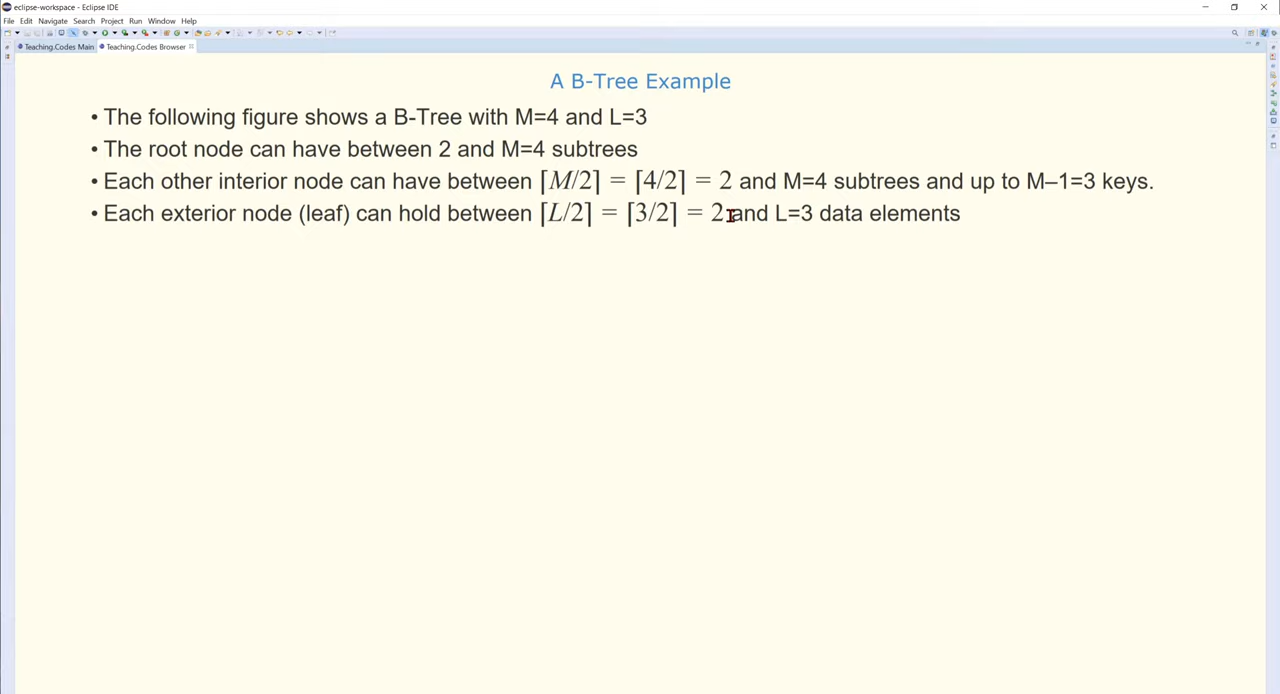 eclipse-workspace - Eclipse IDE
File Edit Navigate Search Project Run Window Help
Teaching.Codes Main Teaching.Codes Browser
A B-Tree Example
• The following figure shows a B-Tree with M=4 and L=3
• The root node can have between 2 and M=4 subtrees
• Each other interior node can have between ⌈M/2⌉ = ⌈4/2⌉ = 2 and M=4 subtrees and up to M–1=3 keys.
• Each exterior node (leaf) can hold between ⌈L/2⌉ = ⌈3/2⌉ = 2 and L=3 data elements